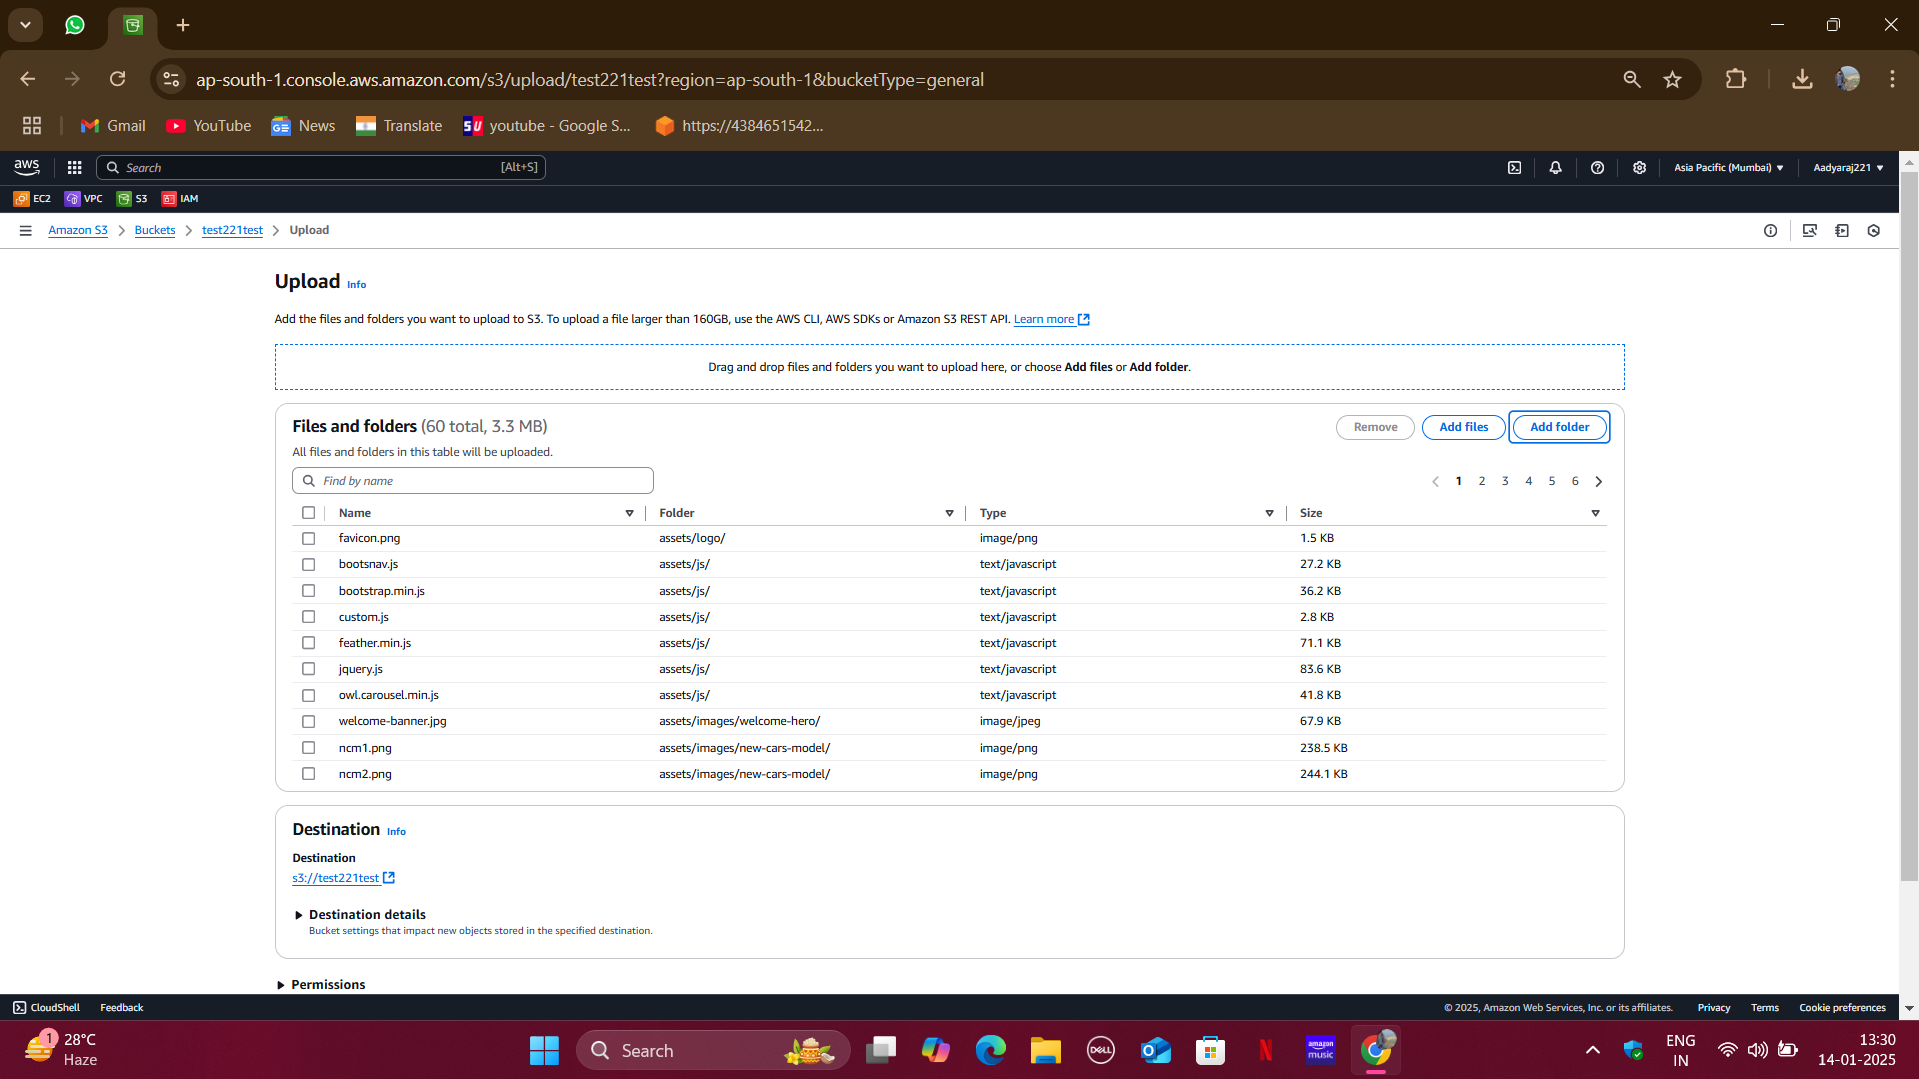 ap-south-1.console.aws.amazon.com/s3/upload/test221test?region=ap-south-1&bucketType=general
Gmail YouTube News Translate youtube - Google S... https://4384651542...
aws Search [Alt+S] Asia Pacific (Mumbai) Aadyaraj221
EC2 VPC S3 IAM
Amazon S3 Buckets test221test Upload
Upload Info
Add the files and folders you want to upload to S3. To upload a file larger than 160GB, use the AWS CLI, AWS SDKs or Amazon S3 REST API. Learn more
Drag and drop files and folders you want to upload here, or choose Add files or Add folder.
Files and folders (60 total, 3.3 MB) Remove Add files Add folder
All files and folders in this table will be uploaded.
Find by name 1 2 3 4 5 6
Name Folder Type Size
favicon.png assets/logo/ image/png 1.5 KB
bootsnav.js assets/js/ text/javascript 27.2 KB
bootstrap.min.js assets/js/ text/javascript 36.2 KB
custom.js assets/js/ text/javascript 2.8 KB
feather.min.js assets/js/ text/javascript 71.1 KB
jquery.js assets/js/ text/javascript 83.6 KB
owl.carousel.min.js assets/js/ text/javascript 41.8 KB
welcome-banner.jpg assets/images/welcome-hero/ image/jpeg 67.9 KB
ncm1.png assets/images/new-cars-model/ image/png 238.5 KB
ncm2.png assets/images/new-cars-model/ image/png 244.1 KB
Destination Info
Destination
s3://test221test
Destination details
Bucket settings that impact new objects stored in the specified destination.
Permissions
CloudShell Feedback © 2025, Amazon Web Services, Inc. or its affiliates. Privacy Terms Cookie preferences
1 28°C
Haze
Search
DELL
amazon music
ENG
IN
13:30
14-01-2025